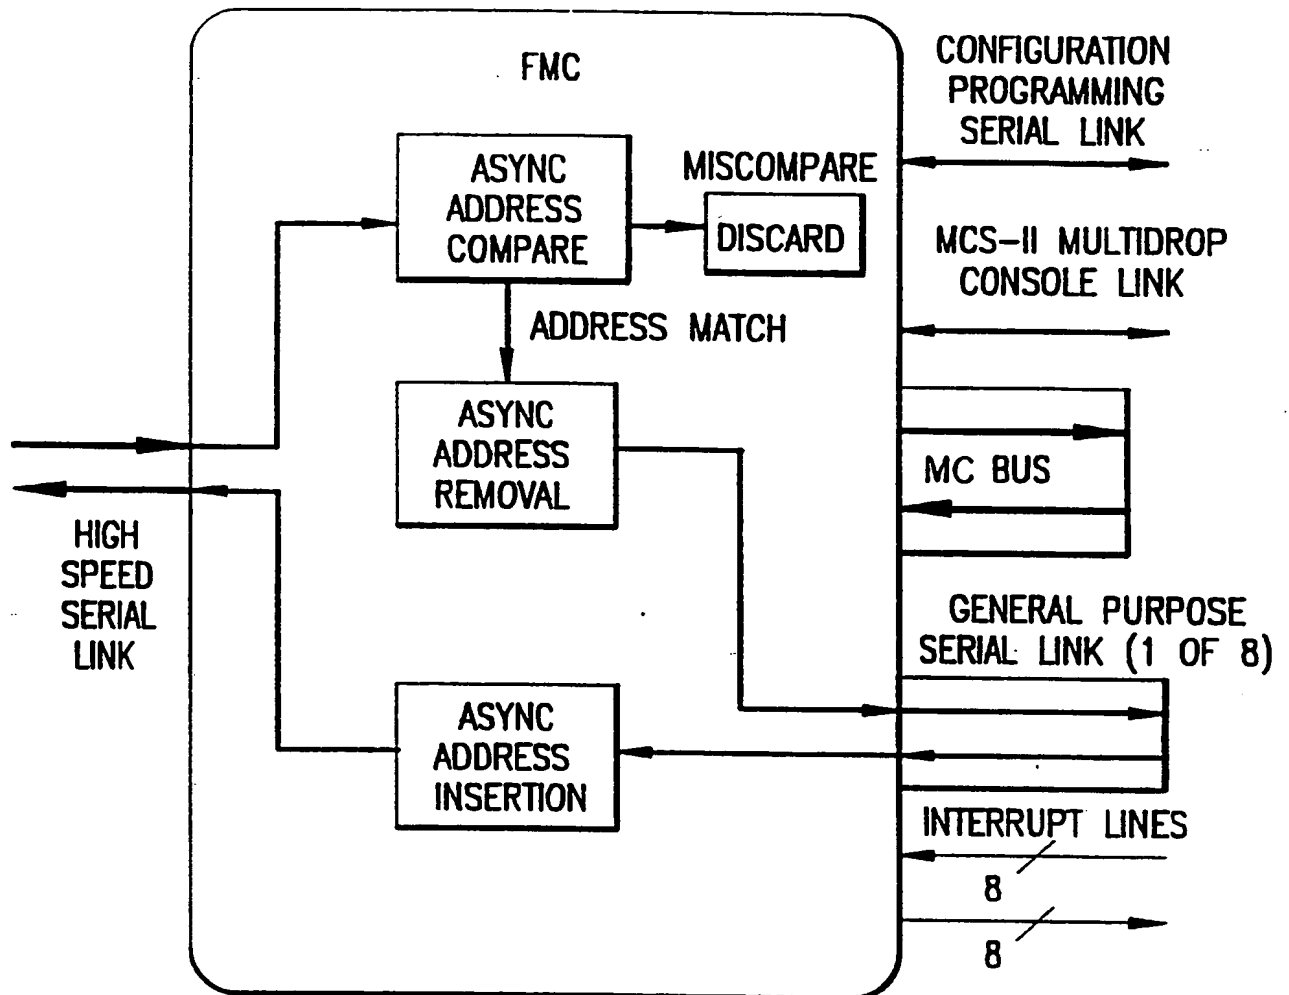 FMC
CONFIGURATION
PROGRAMMING
SERIAL LINK
ASYNC
ADDRESS
COMPARE
MISCOMPARE
DISCARD
MCS-II MULTIDROP
CONSOLE LINK
ADDRESS MATCH
ASYNC
ADDRESS
REMOVAL
MC BUS
HIGH
SPEED
SERIAL
LINK
GENERAL PURPOSE
SERIAL LINK (1 OF 8)
ASYNC
ADDRESS
INSERTION
INTERRUPT LINES
8
8